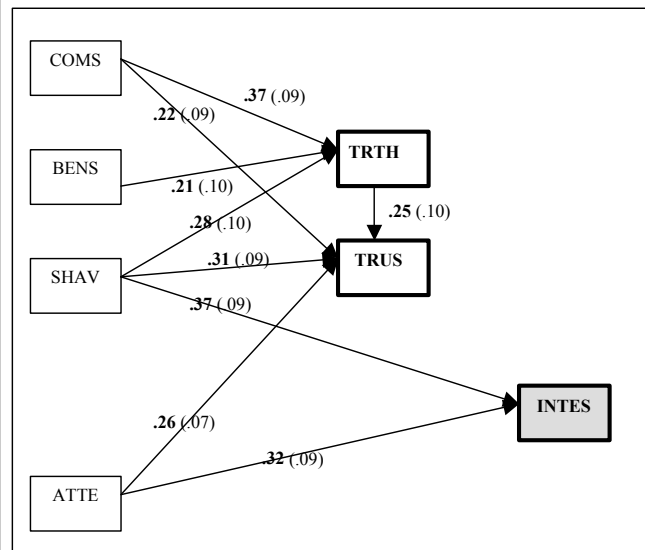 COMS
.37 (.09)
.22 (.09)
TRTH
BENS
.21 (.10)
.25 (.10)
.28 (.10)
TRUS
.31 (.09)
SHAV
.37 (.09)
INTES
.26 (.07)
.32 (.09)
ATTE